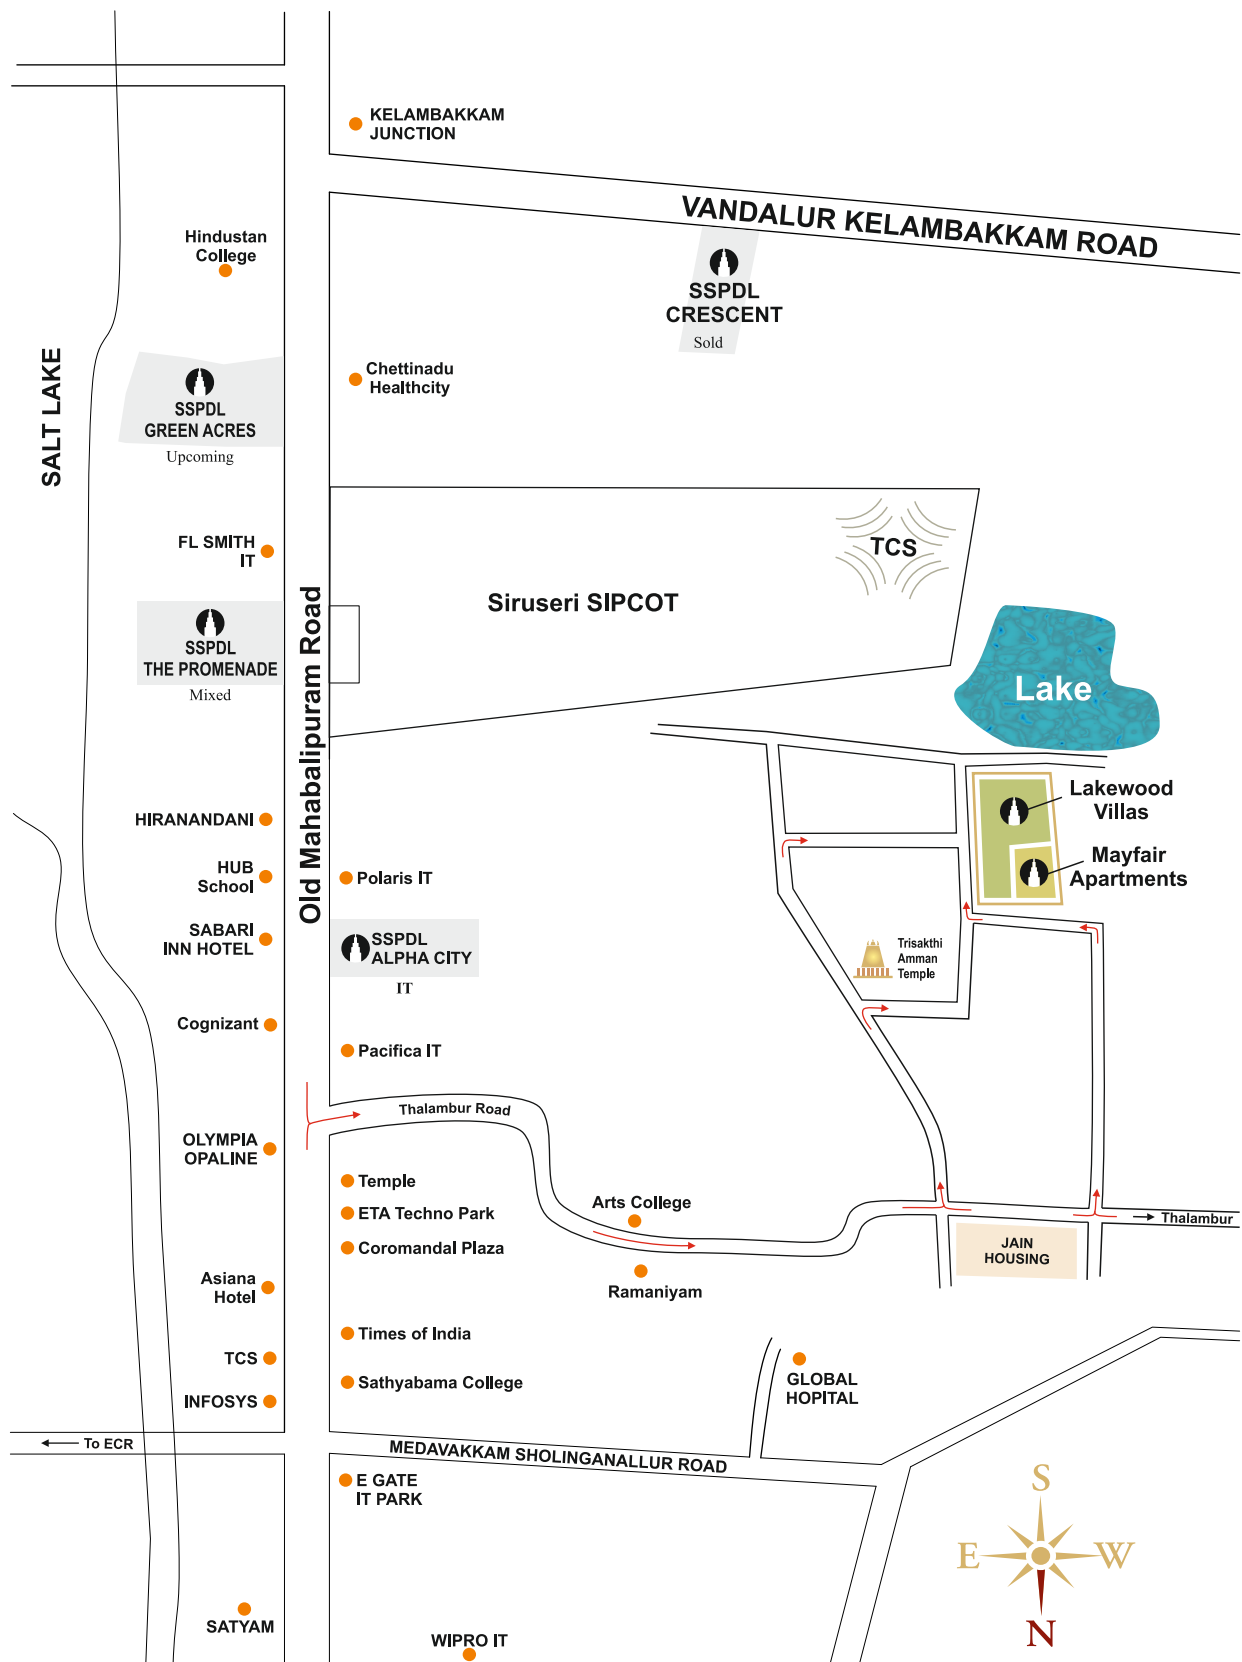 KELAMBAKKAM
JUNCTION
VANDALUR KELAMBAKKAM ROAD
Hindustan
College
SSPDL
CRESCENT
Sold
SALT LAKE
Chettinadu
Healthcity
SSPDL
GREEN ACRES
Upcoming
FL SMITH
IT
TCS
Siruseri SIPCOT
Old Mahabalipuram Road
SSPDL
THE PROMENADE
Mixed
Lake
Lakewood
Villas
HIRANANDANI
Mayfair
Apartments
HUB
School
Polaris IT
SABARI
INN HOTEL
SSPDL
ALPHA CITY
IT
Trisakthi
Amman
Temple
Cognizant
Pacifica IT
Thalambur Road
OLYMPIA
OPALINE
Temple
ETA Techno Park
Coromandal Plaza
Arts College
Thalambur
JAIN
HOUSING
Asiana
Hotel
Ramaniyam
Times of India
TCS
Sathyabama College
GLOBAL
HOPITAL
INFOSYS
To ECR
MEDAVAKKAM SHOLINGANALLUR ROAD
E GATE
IT PARK
S
E
W
N
SATYAM
WIPRO IT